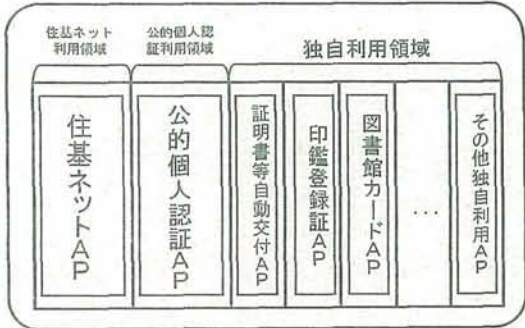 住基ネット
利用領域
公的個人認
証利用領域
独自利用領域
住基ネットAP
公的個人認証AP
証明書等自動交付AP
印鑑登録証AP
図書館カードAP
…
その他独自利用AP